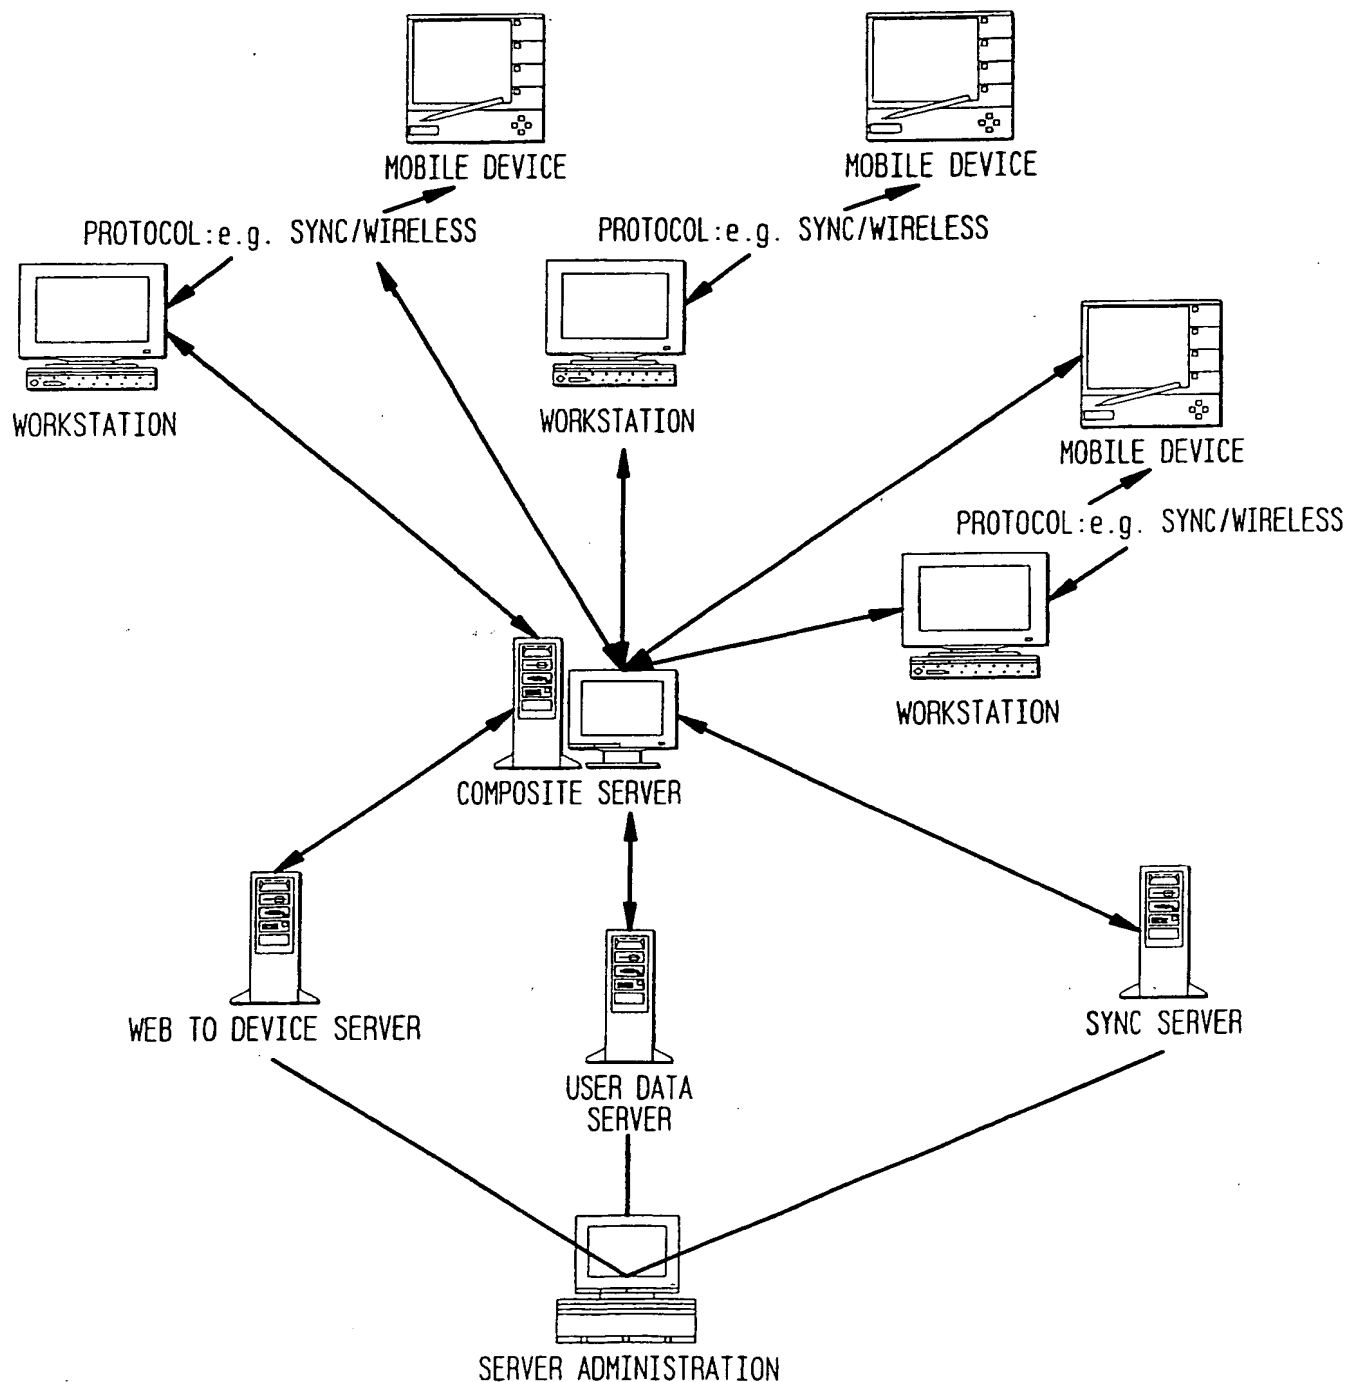 MOBILE DEVICE
MOBILE DEVICE
PROTOCOL:e.g. SYNC/WIRELESS
PROTOCOL:e.g. SYNC/WIRELESS
WORKSTATION
WORKSTATION
MOBILE DEVICE
PROTOCOL:e.g. SYNC/WIRELESS
WORKSTATION
COMPOSITE SERVER
WEB TO DEVICE SERVER
SYNC SERVER
USER DATA
SERVER
SERVER ADMINISTRATION